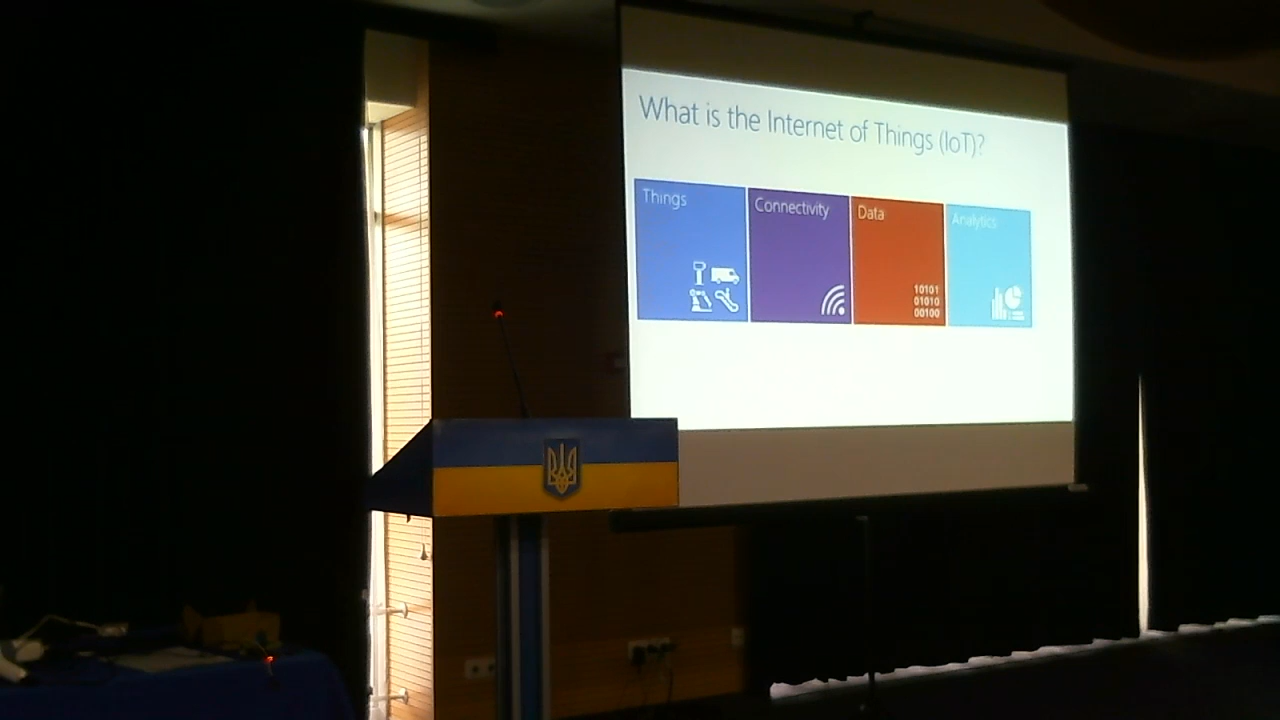 What is the Internet of Things (IoT)?
Things
Connectivity
Data
Analytics
10101
01010
00100